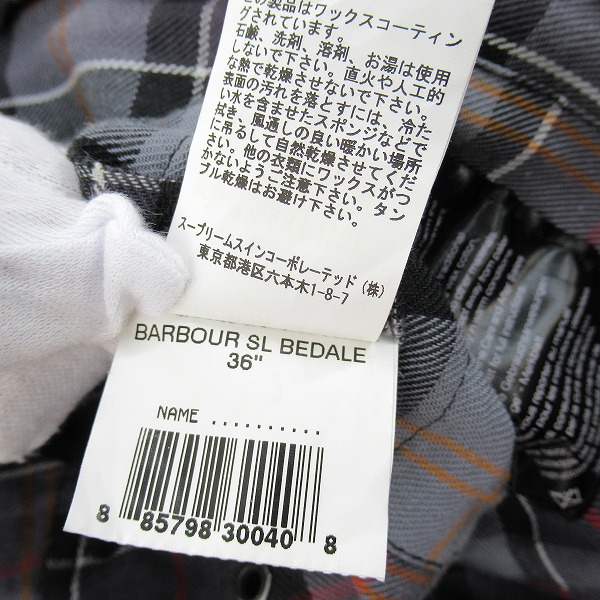 この製品はワックスコーティン
グされています。
石鹸、洗剤、溶剤、お湯は使用
しないで下さい。直火や人工的
な熱で乾燥させないで下さい。
表面の汚れを落とすには、冷た
い水を含ませたスポンジなどで
拭き、風通しの良い暖かい場所
に吊るして自然乾燥させてくだ
さい。他の衣類にワックスがつ
かないようご注意下さい。タン
ブル乾燥はお避け下さい。
スープリームスインコーポレーテッド(株)
東京都港区六本木1-8-7
BARBOUR SL BEDALE
36"
NAME ..........
8 85798 30040 8